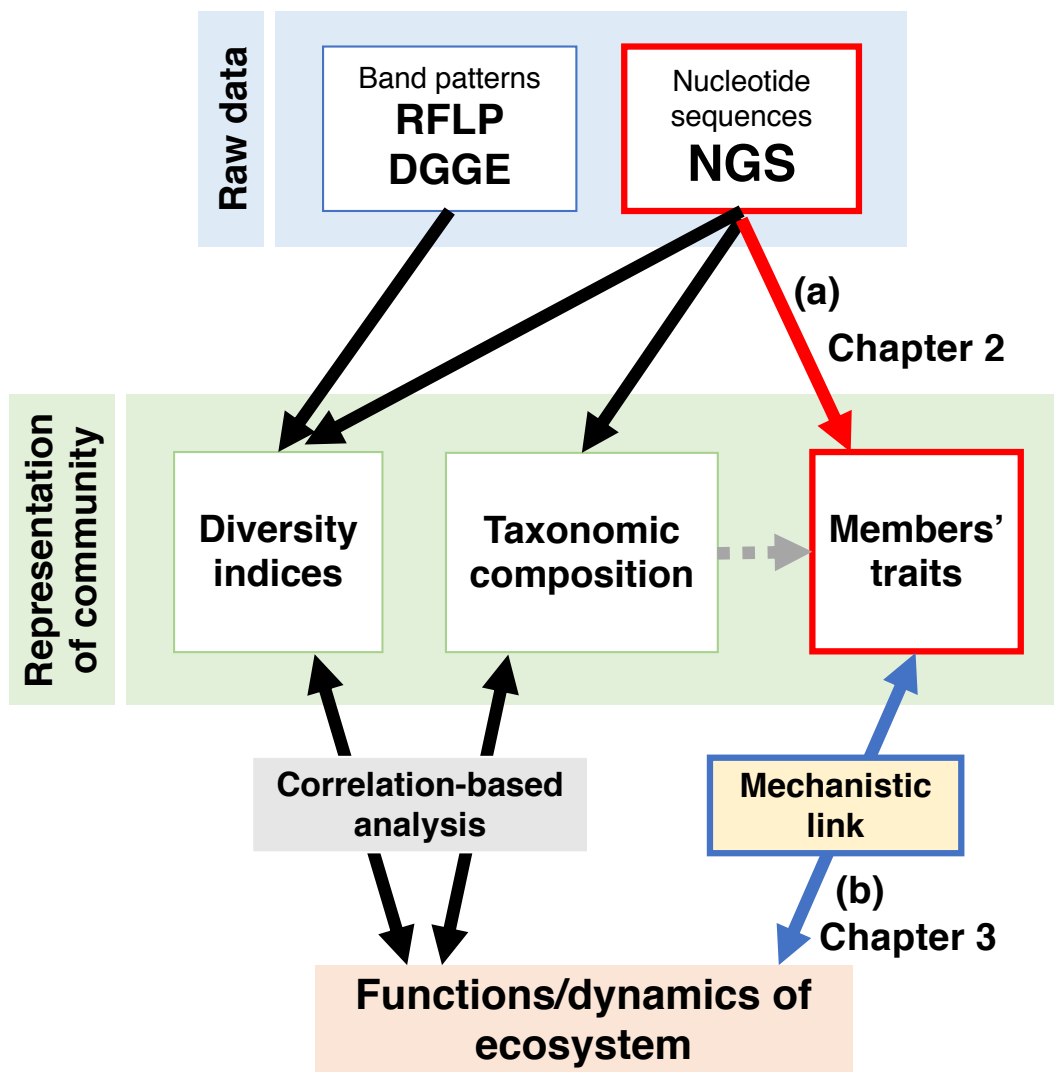 Raw data
Band patterns
RFLP
DGGE
Nucleotide
sequences
NGS
(a)
Chapter 2
Representation
of community
Diversity
indices
Taxonomic
composition
Members’
traits
Correlation-based
analysis
Mechanistic
link
(b)
Chapter 3
Functions/dynamics of
ecosystem